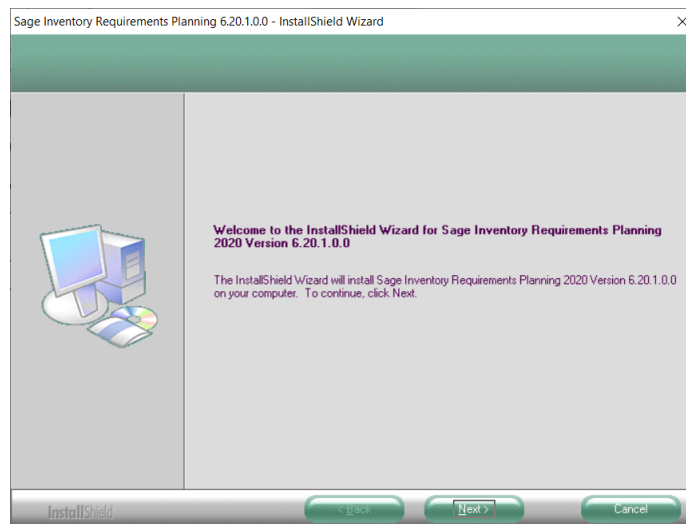 Sage Inventory Requirements Planning 6.20.1.0.0 - InstallShield Wizard
Welcome to the InstallShield Wizard for Sage Inventory Requirements Planning
2020 Version 6.20.1.0.0
The InstallShield Wizard will install Sage Inventory Requirements Planning 2020 Version 6.20.1.0.0
on your computer. To continue, click Next.
InstallShield
< Back Next > Cancel